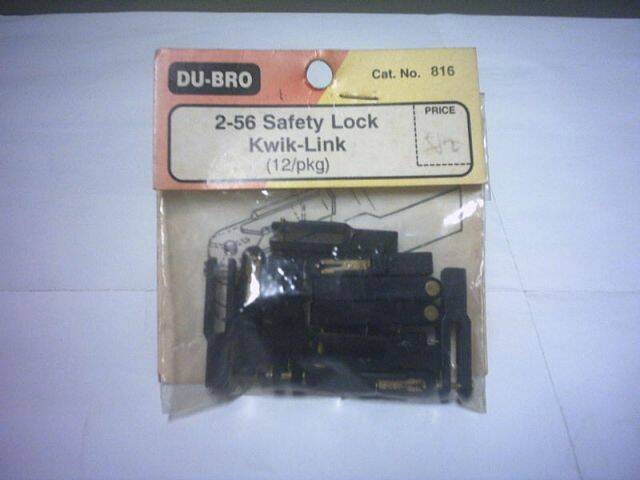 DU-BRO
Cat. No. 816
2-56 Safety Lock
Kwik-Link
(12/pkg)
PRICE